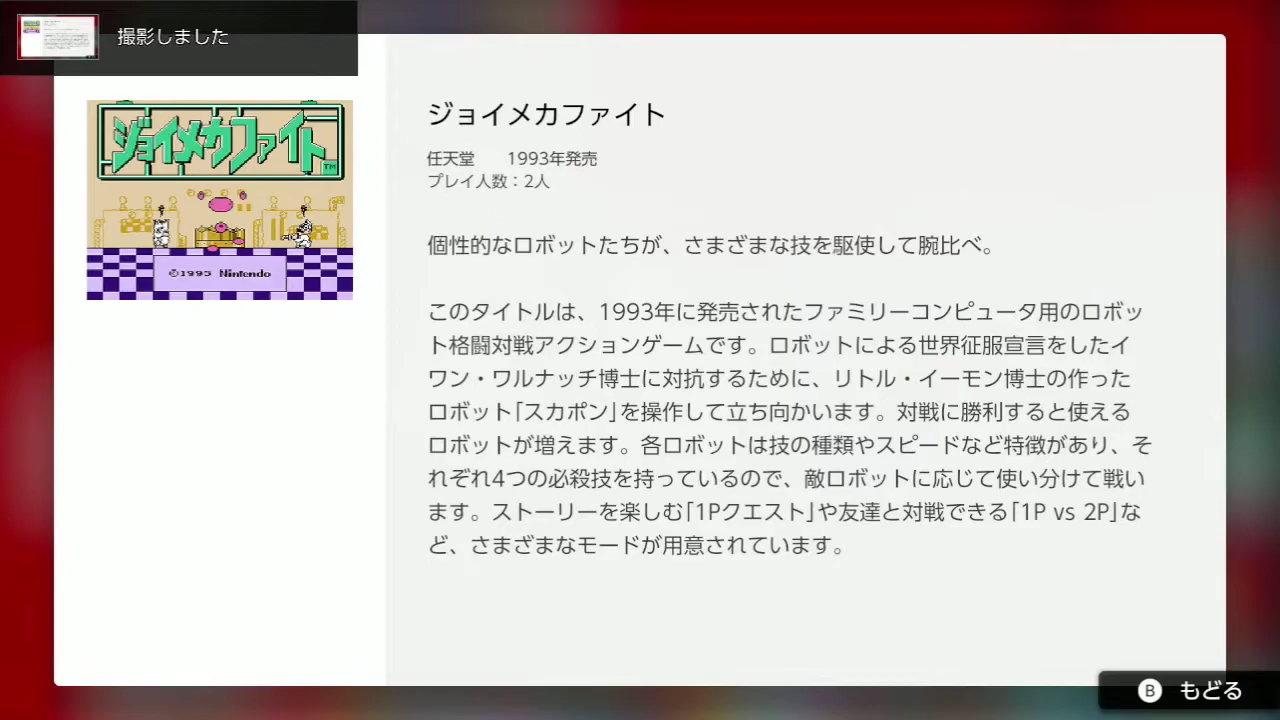 撮影しました
ジョイメカファイト
TM
©1993 Nintendo
ジョイメカファイト
任天堂　1993年発売
プレイ人数：2人
個性的なロボットたちが、さまざまな技を駆使して腕比べ。
このタイトルは、1993年に発売されたファミリーコンピュータ用のロボッ
ト格闘対戦アクションゲームです。ロボットによる世界征服宣言をしたイ
ワン・ワルナッチ博士に対抗するために、リトル・イーモン博士の作った
ロボット｢スカポン｣を操作して立ち向かいます。対戦に勝利すると使える
ロボットが増えます。各ロボットは技の種類やスピードなど特徴があり、そ
れぞれ4つの必殺技を持っているので、敵ロボットに応じて使い分けて戦い
ます。ストーリーを楽しむ｢1Pクエスト｣や友達と対戦できる｢1P vs 2P｣な
ど、さまざまなモードが用意されています。
B もどる